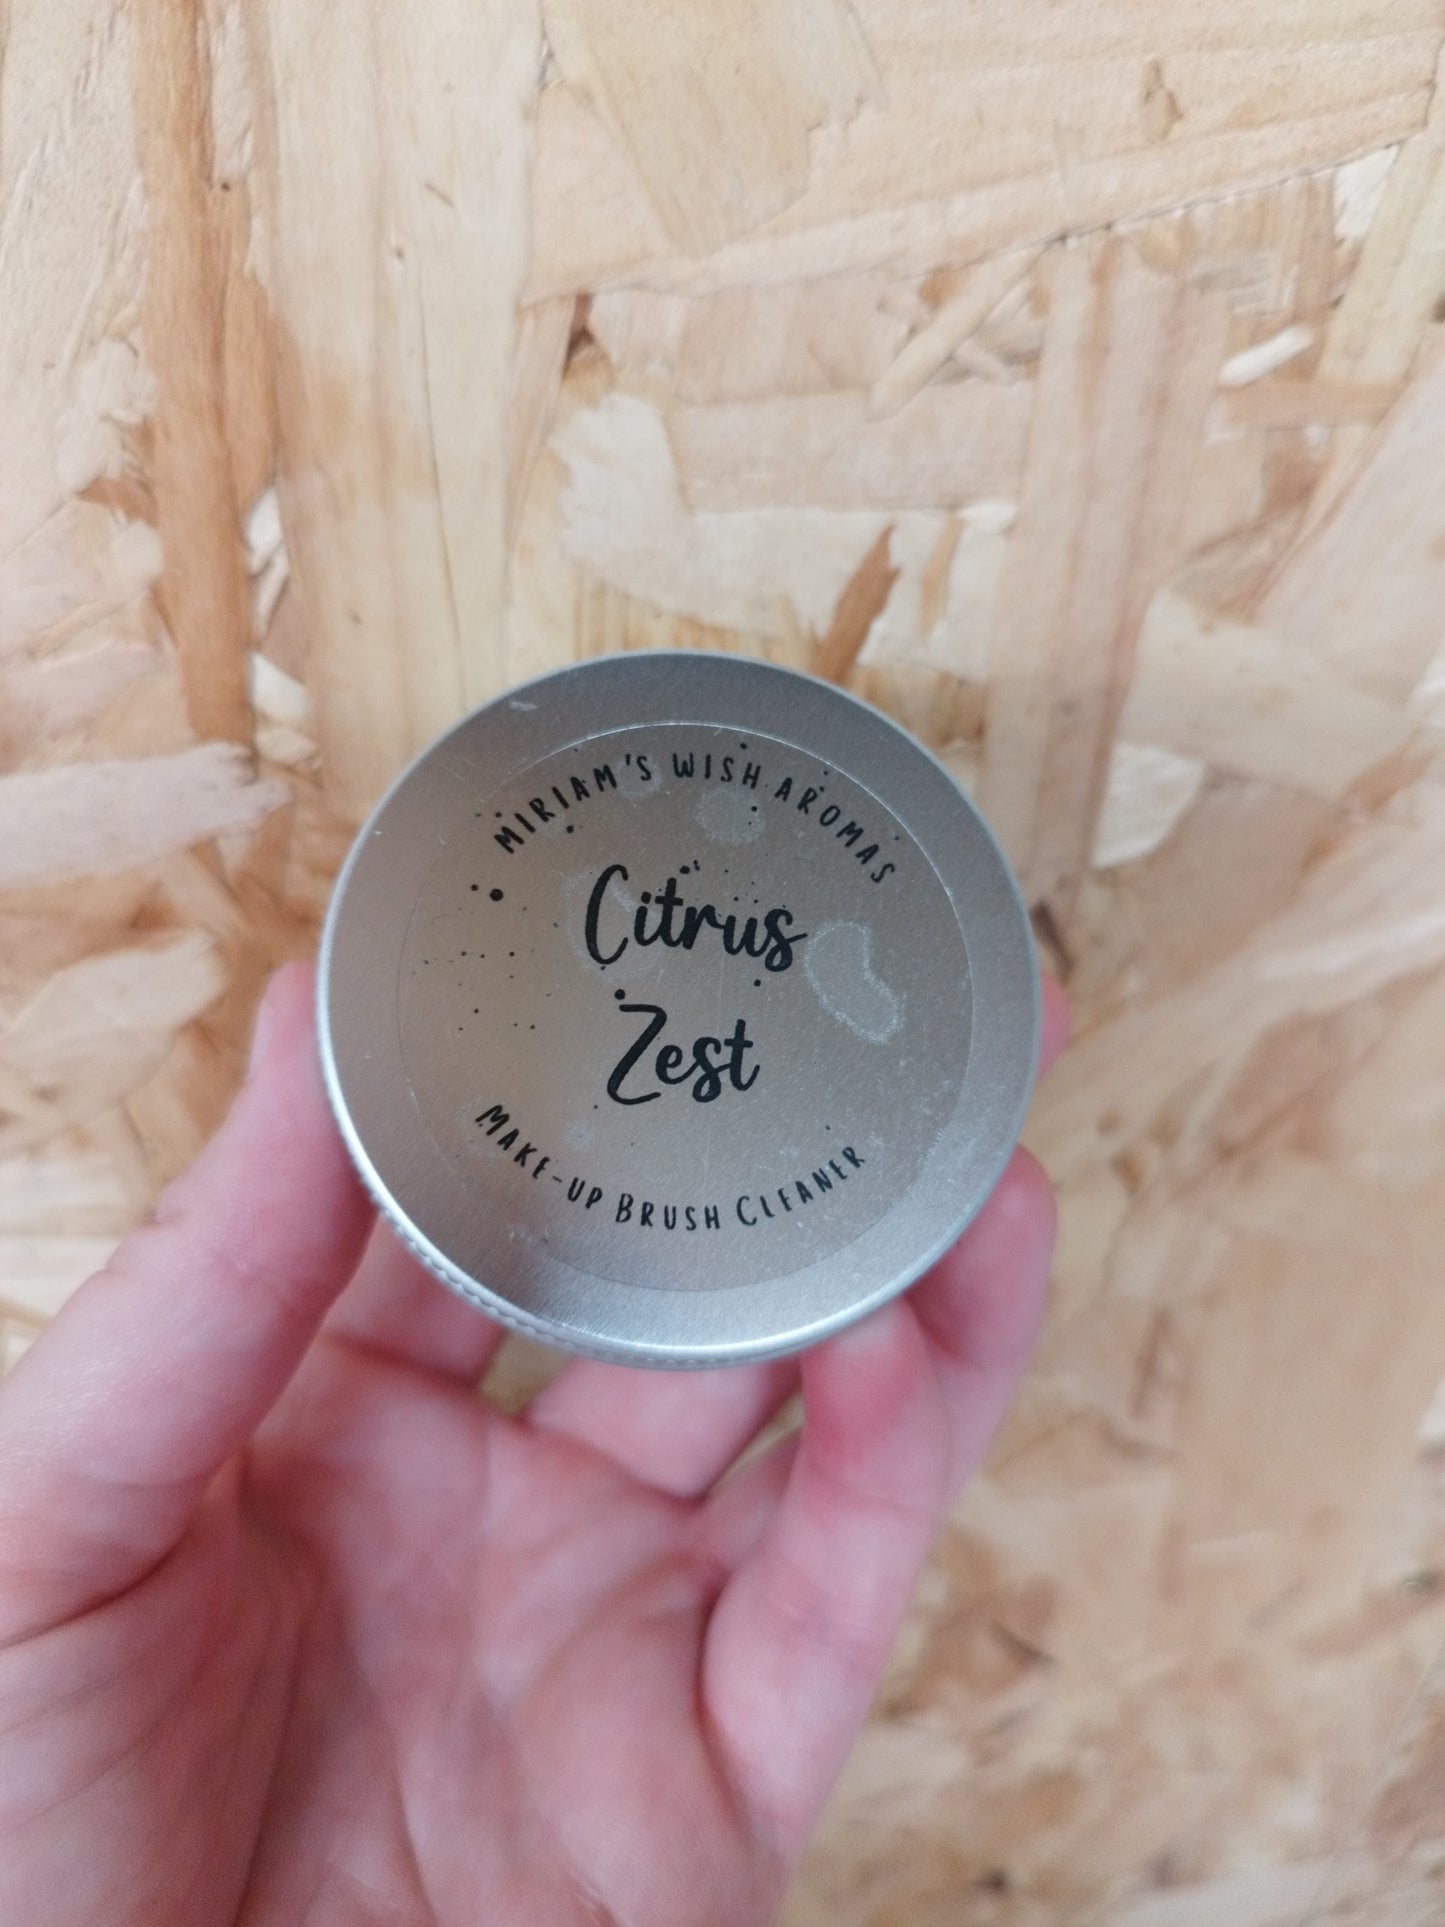 MIRIAM'S WISH AROMAS
Citrus
Zest
MAKE-UP BRUSH CLEANER